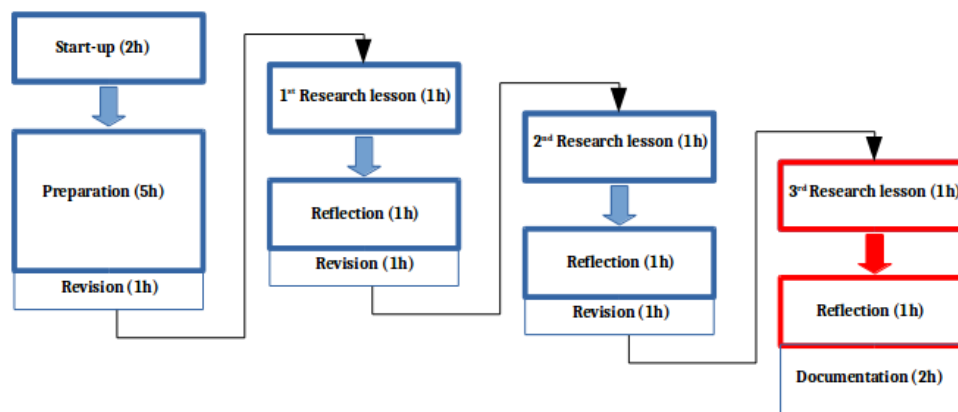 Start-up (2h)
Preparation (5h)
Revision (1h)
1st Research lesson (1h)
Reflection (1h)
Revision (1h)
2nd Research lesson (1h)
Reflection (1h)
Revision (1h)
3rd Research lesson (1h)
Reflection (1h)
Documentation (2h)